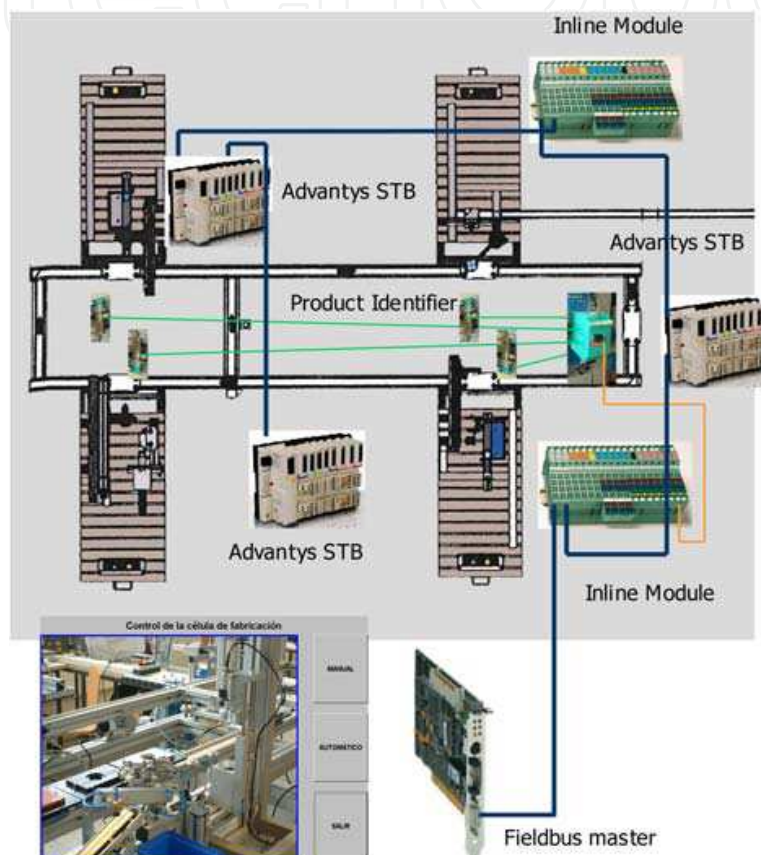 Inline Module
Advantys STB
Advantys STB
Product Identifier
Advantys STB
Inline Module
Control de la célula de fabricación
MANUAL
AUTOMATICO
SALIR
Fieldbus master